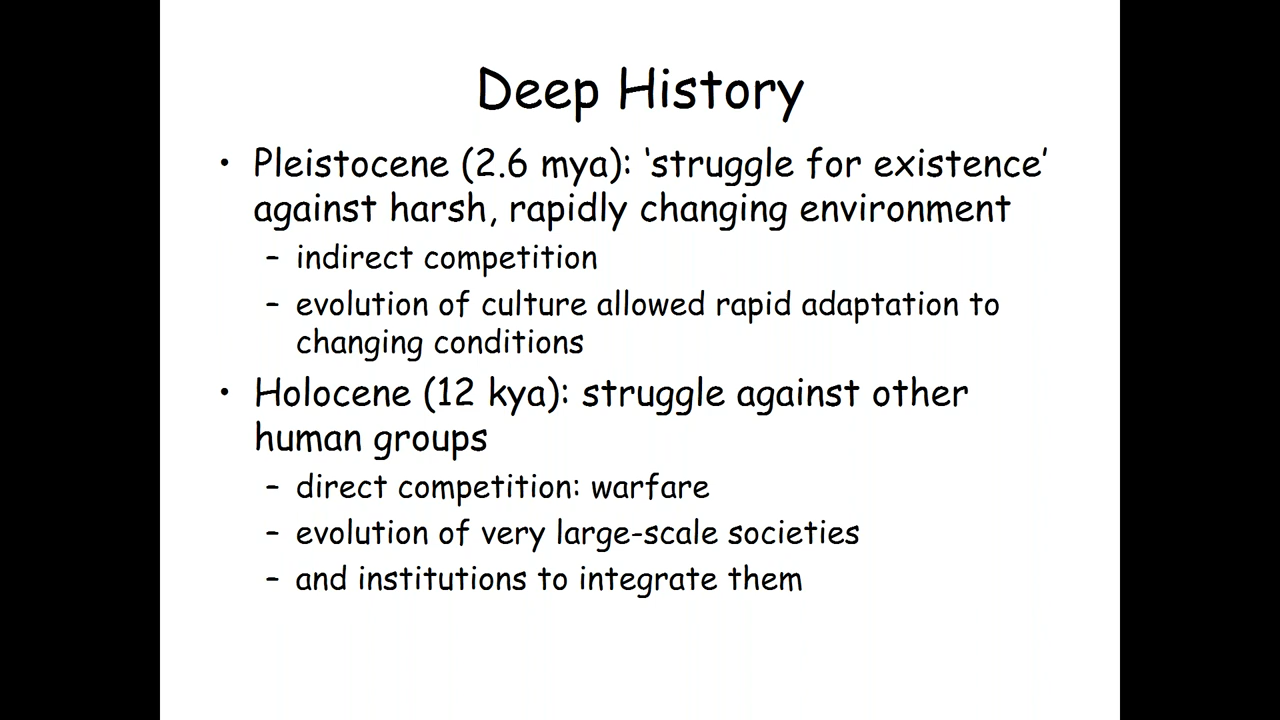 Deep History
• Pleistocene (2.6 mya): ‘struggle for existence’
against harsh, rapidly changing environment
– indirect competition
– evolution of culture allowed rapid adaptation to
changing conditions
• Holocene (12 kya): struggle against other
human groups
– direct competition: warfare
– evolution of very large-scale societies
– and institutions to integrate them